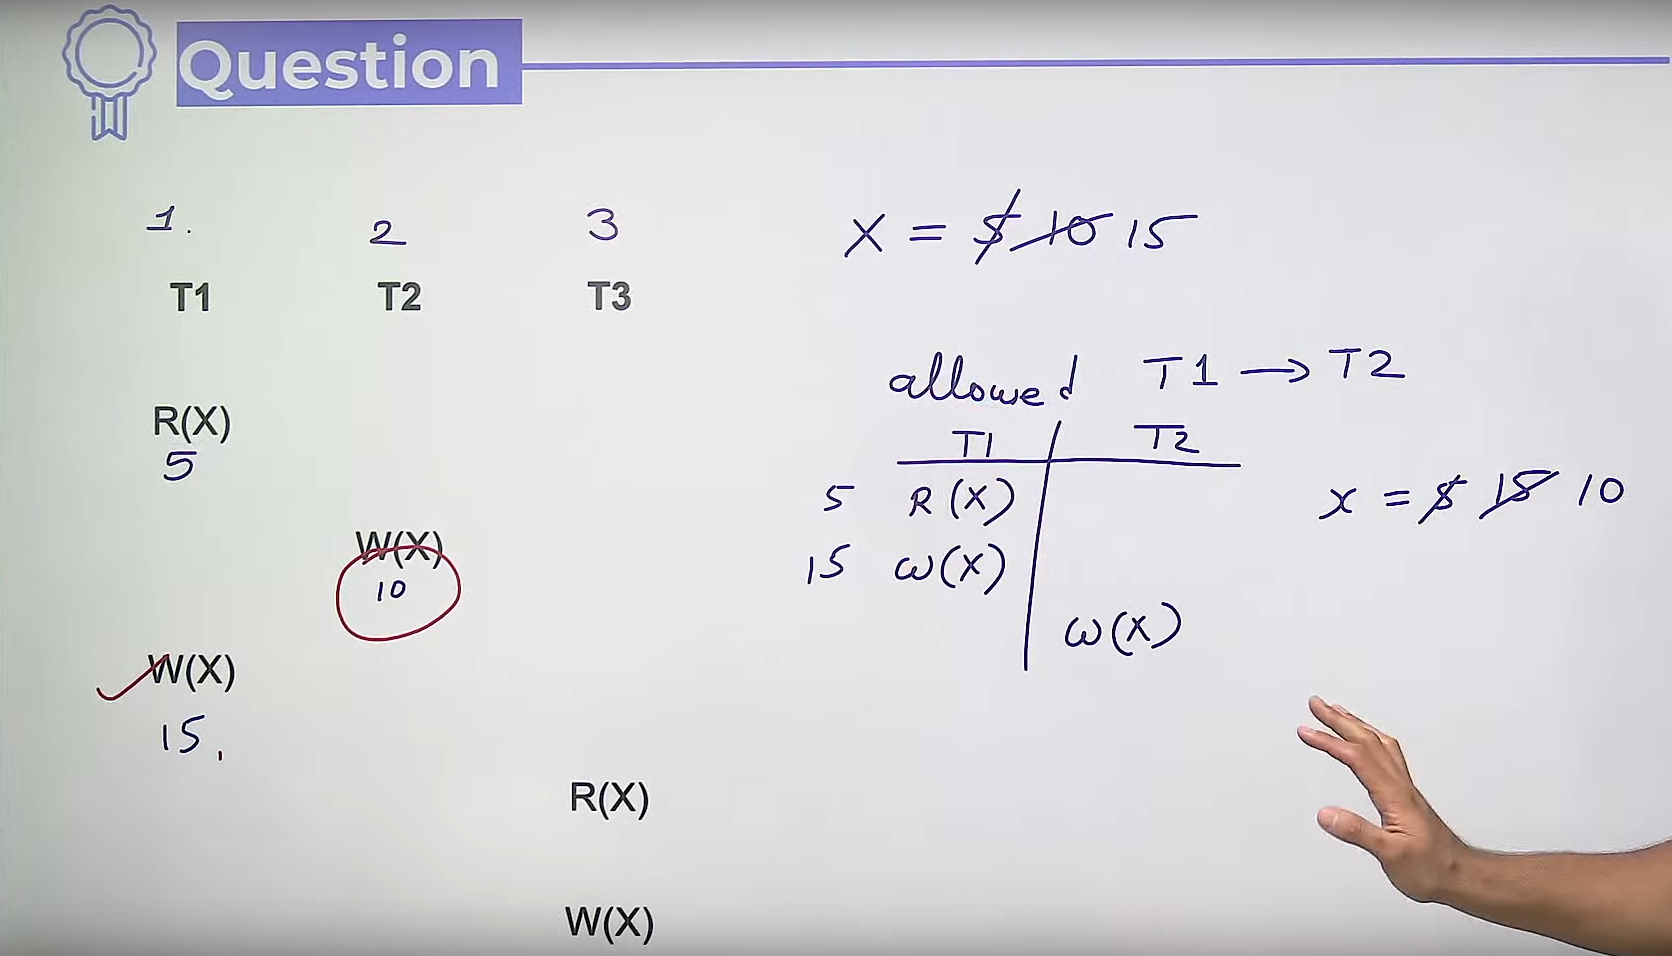 Question
1. 2 3
T1 T2 T3
R(X)
5
W(X)
10
W(X)
15.
R(X)
W(X)
X = 5 10 15
allowed T1 → T2
T1 T2
5 R(X)
15 W(X)
W(X)
x = 5 15 10